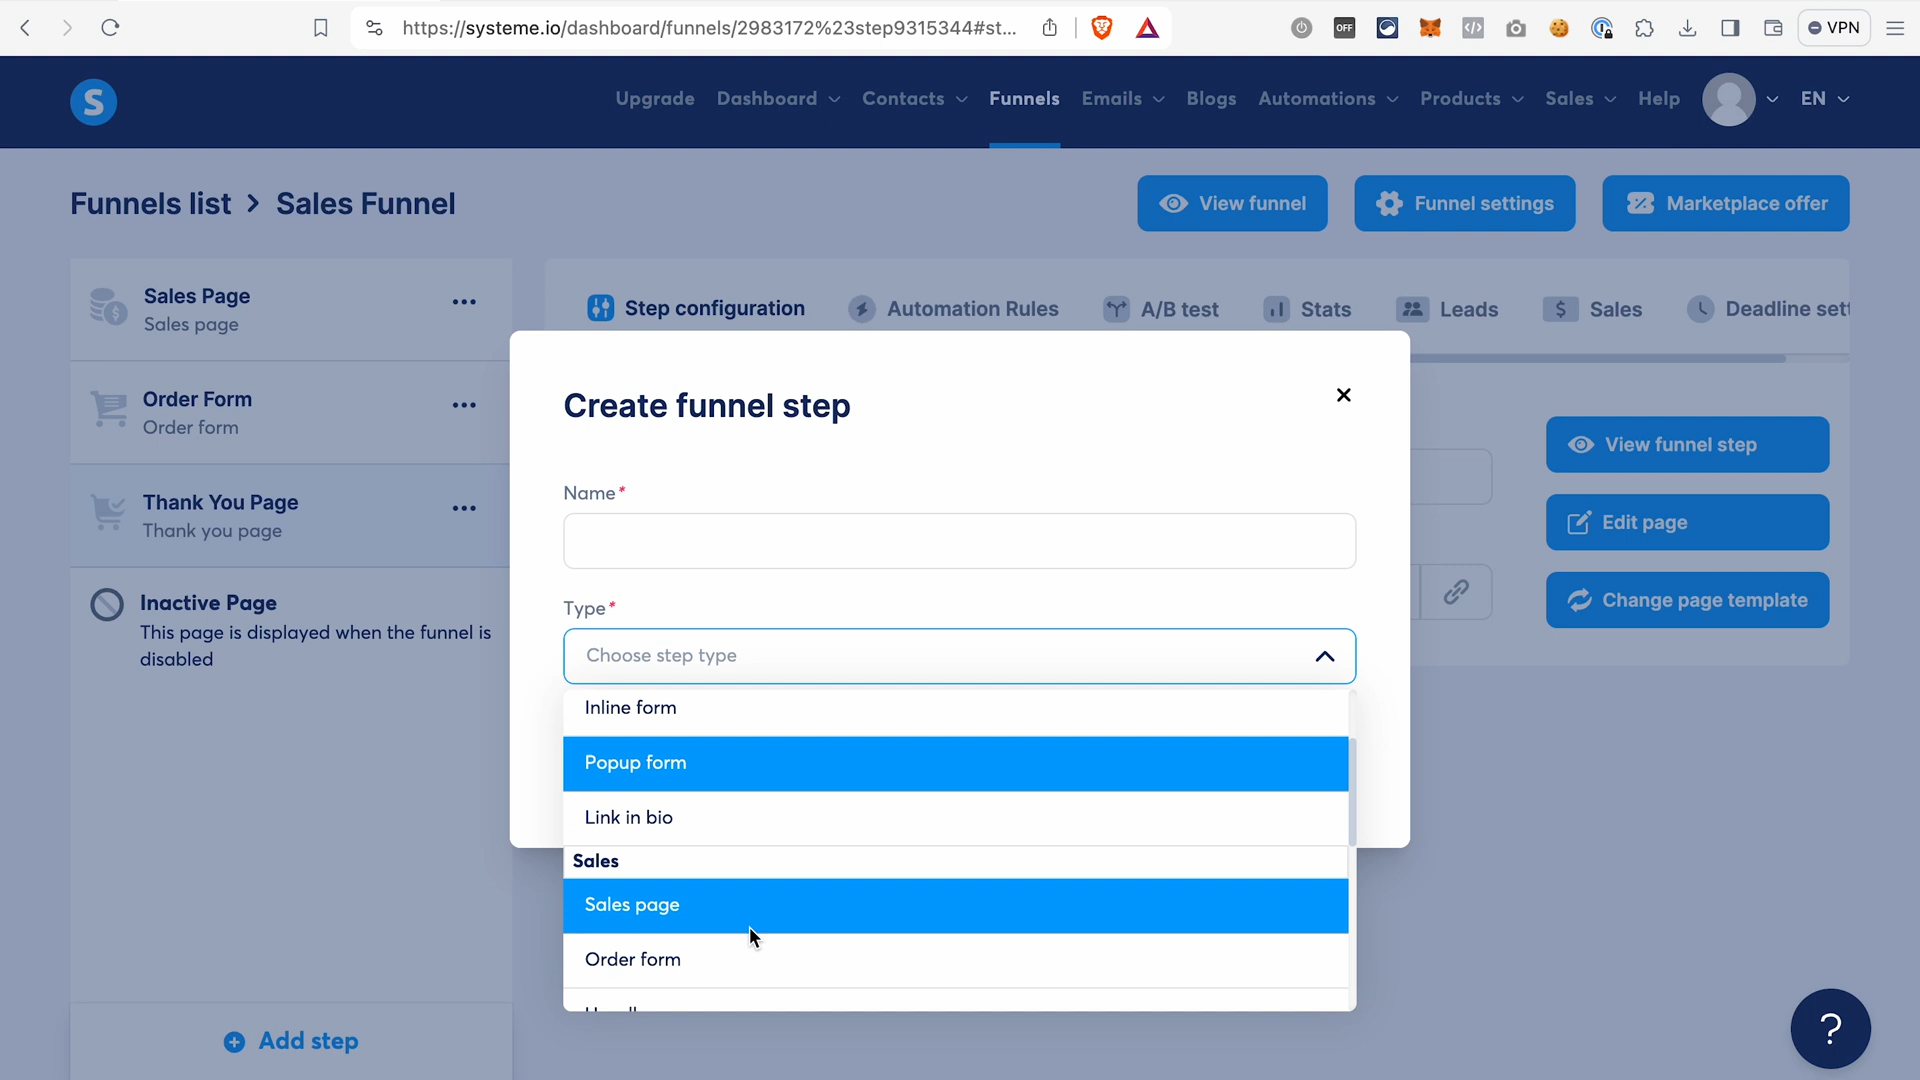 https://systeme.io/dashboard/funnels/2983172%23step9315344#st...
OFF
VPN
S
Upgrade
Dashboard
Contacts
Funnels
Emails
Blogs
Automations
Products
Sales
Help
EN
Funnels list > Sales Funnel
View funnel
Funnel settings
Marketplace offer
Sales Page
Sales page
Order Form
Order form
Thank You Page
Thank you page
Inactive Page
This page is displayed when the funnel is
disabled
Add step
Step configuration
Automation Rules
A/B test
Stats
Leads
Sales
Deadline sett
View funnel step
Edit page
Change page template
Create funnel step
Name*
Type*
Choose step type
Inline form
Popup form
Link in bio
Sales
Sales page
Order form
?